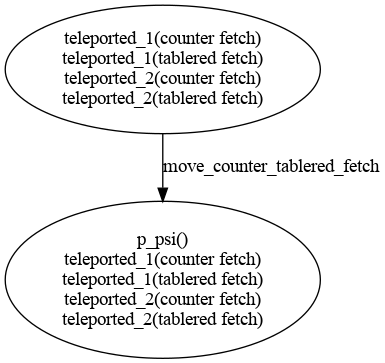 teleported_1(counter fetch)
teleported_1(tablered fetch)
teleported_2(counter fetch)
teleported_2(tablered fetch)
move_counter_tablered_fetch
p_psi()
teleported_1(counter fetch)
teleported_1(tablered fetch)
teleported_2(counter fetch)
teleported_2(tablered fetch)